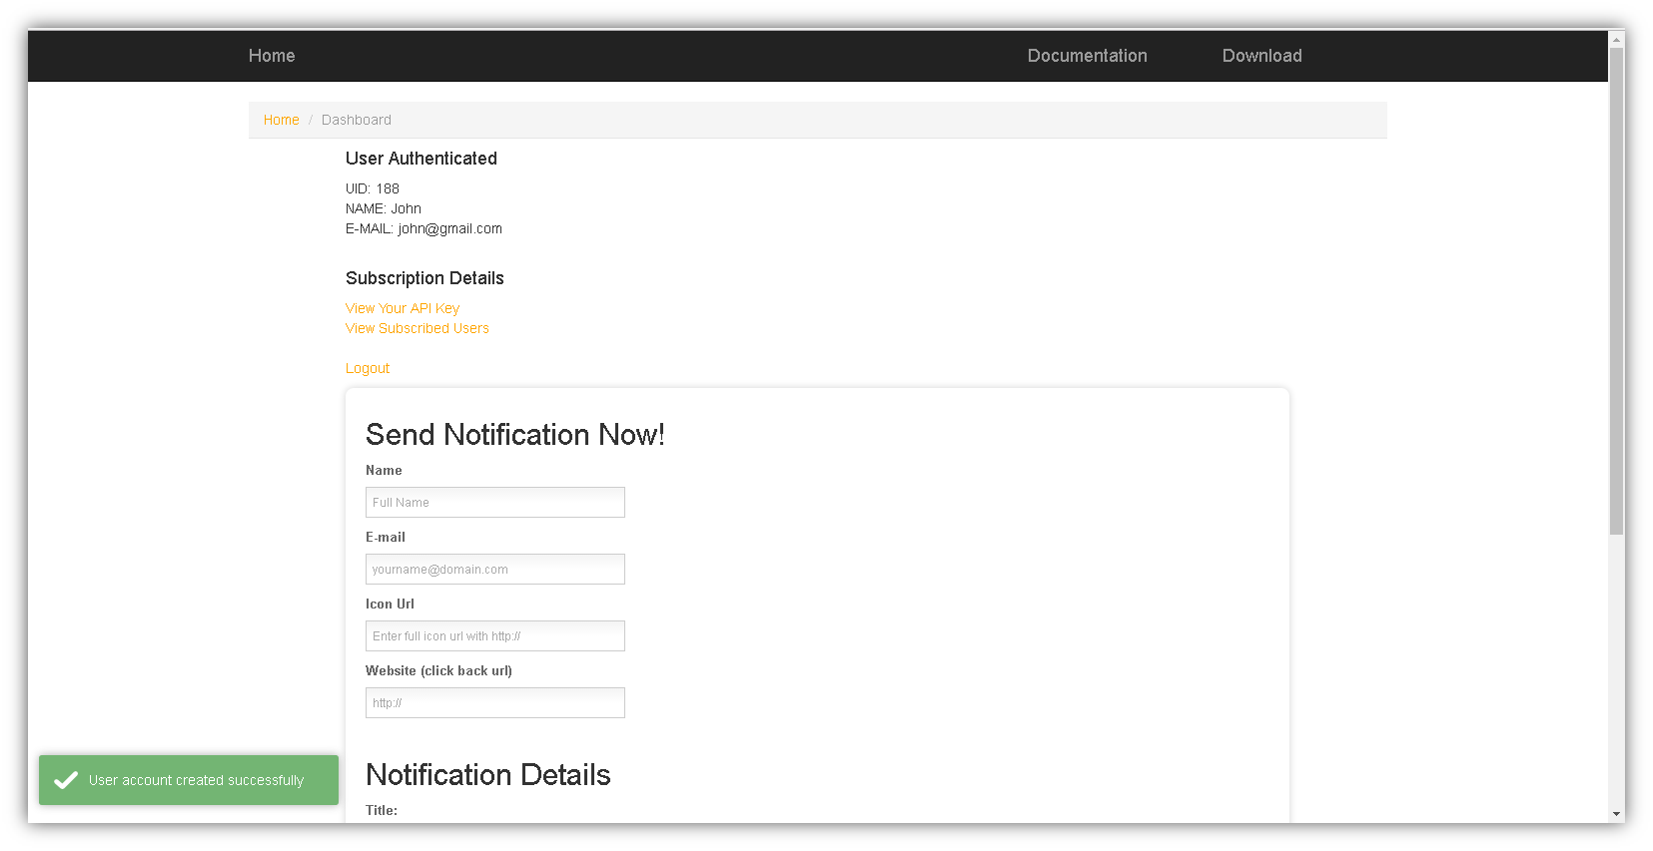 Home Documentation Download
Home / Dashboard
User Authenticated
UID: 188
NAME: John
E-MAIL: john@gmail.com
Subscription Details
View Your API Key
View Subscribed Users
Logout
Send Notification Now!
Name
Full Name
E-mail
yourname@domain.com
Icon Url
Enter full icon url with http://
Website (click back url)
http://
Notification Details
User account created successfully
Title: